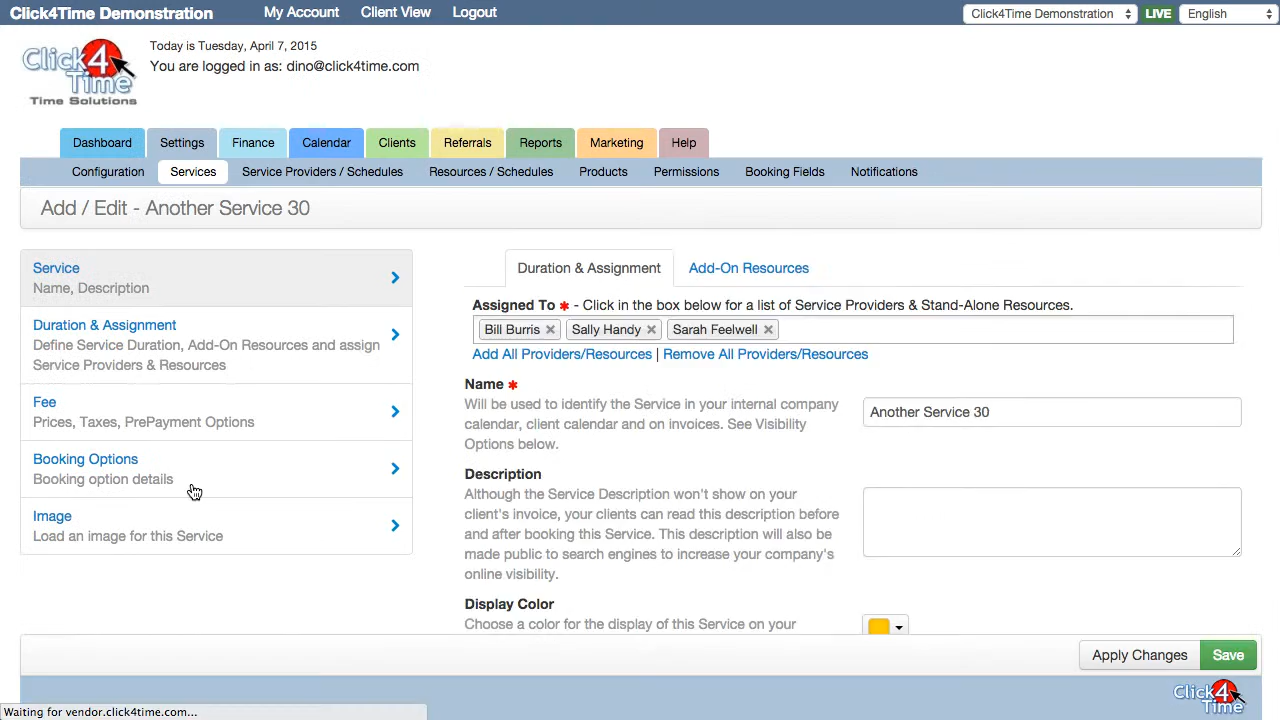 Click4Time Demonstration
My Account
Client View
Logout
Click4Time Demonstration
LIVE
English
Click4
Time
Time Solutions
Today is Tuesday, April 7, 2015
You are logged in as: dino@click4time.com
Dashboard
Settings
Finance
Calendar
Clients
Referrals
Reports
Marketing
Help
Configuration
Services
Service Providers / Schedules
Resources / Schedules
Products
Permissions
Booking Fields
Notifications
Add / Edit - Another Service 30
Service
Name, Description
Duration & Assignment
Define Service Duration, Add-On Resources and assign
Service Providers & Resources
Fee
Prices, Taxes, PrePayment Options
Booking Options
Booking option details
Image
Load an image for this Service
Duration & Assignment
Add-On Resources
Assigned To * - Click in the box below for a list of Service Providers & Stand-Alone Resources.
Bill Burris ×
Sally Handy ×
Sarah Feelwell ×
Add All Providers/Resources | Remove All Providers/Resources
Name *
Will be used to identify the Service in your internal company
calendar, client calendar and on invoices. See Visibility
Options below.
Another Service 30
Description
Although the Service Description won't show on your
client's invoice, your clients can read this description before
and after booking this Service. This description will also be
made public to search engines to increase your company's
online visibility.
Display Color
Choose a color for the display of this Service on your
Apply Changes
Save
Click4
Time
Waiting for vendor.click4time.com...